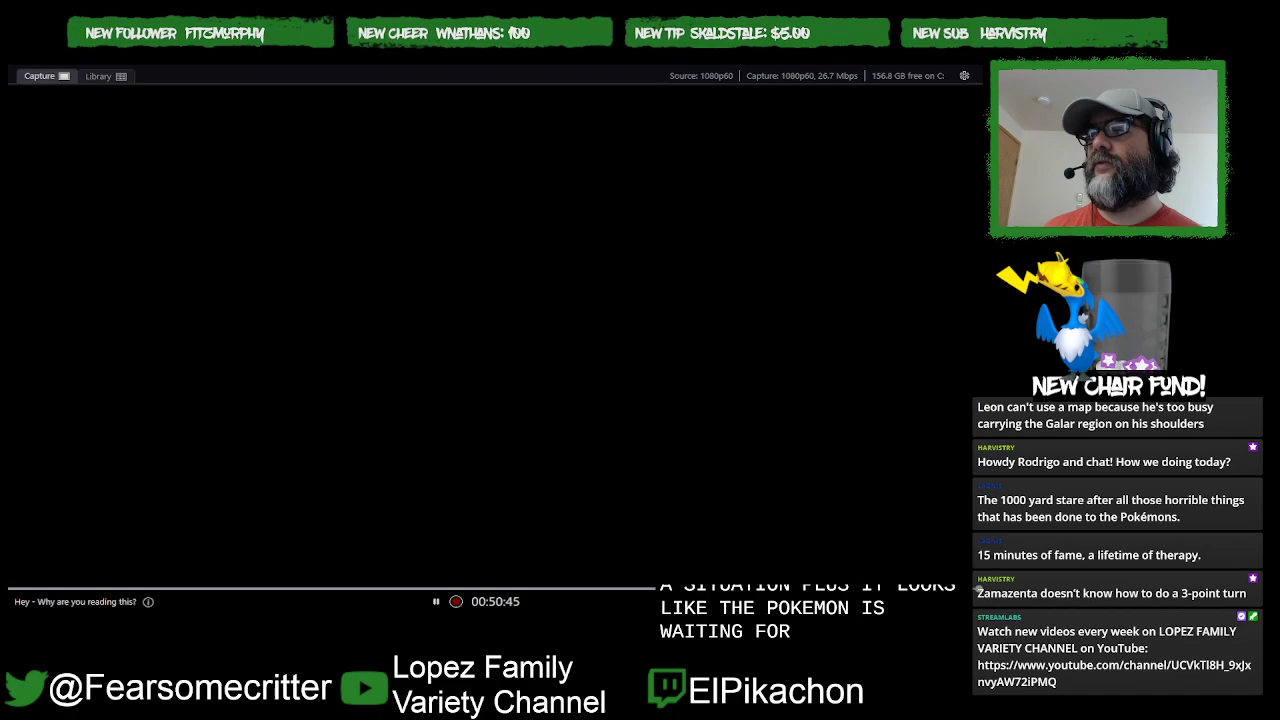 NEW FOLLOWER FITCMURPHY
NEW CHEER WNATHANS: 100
NEW TIP SKALDSTALE: $5.00
NEW SUB HARVISTRY
Capture
Library
Source: 1080p60
Capture: 1080p60, 26.7 Mbps
156.8 GB free on C:
NEW CHAIR FUND!
Leon can't use a map because he's too busy
carrying the Galar region on his shoulders
HARVISTRY
Howdy Rodrigo and chat! How we doing today?
The 1000 yard stare after all those horrible things
that has been done to the Pokémons.
15 minutes of fame, a lifetime of therapy.
HARVISTRY
Zamazenta doesn't know how to do a 3-point turn
STREAMLABS
Watch new videos every week on LOPEZ FAMILY
VARIETY CHANNEL on YouTube:
https://www.youtube.com/channel/UCVkTl8H_9xJx
nvyAW72iPMQ
Hey - Why are you reading this?
00:50:45
A SITUATION PLUS IT LOOKS
LIKE THE POKEMON IS
WAITING FOR
@Fearsomecritter
Lopez Family
Variety Channel
ElPikachon